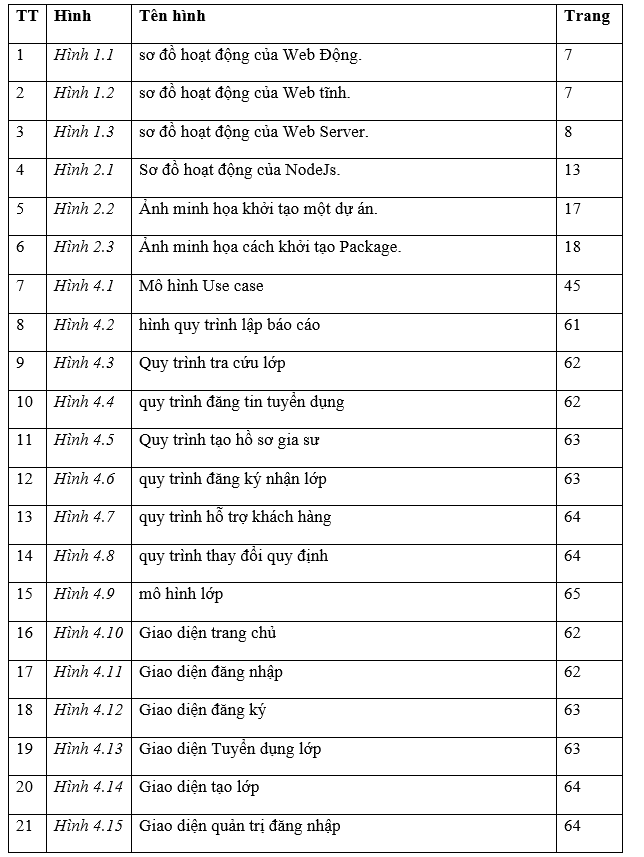 TT Hình Tên hình Trang
1 Hình 1.1 sơ đồ hoạt động của Web Động. 7
2 Hình 1.2 sơ đồ hoạt động của Web tĩnh. 7
3 Hình 1.3 sơ đồ hoạt động của Web Server. 8
4 Hình 2.1 Sơ đồ hoạt động của NodeJs. 13
5 Hình 2.2 Ảnh minh họa khởi tạo một dự án. 17
6 Hình 2.3 Ảnh minh họa cách khởi tạo Package. 18
7 Hình 4.1 Mô hình Use case 45
8 Hình 4.2 hình quy trình lập báo cáo 61
9 Hình 4.3 Quy trình tra cứu lớp 62
10 Hình 4.4 quy trình đăng tin tuyển dụng 62
11 Hình 4.5 Quy trình tạo hồ sơ gia sư 63
12 Hình 4.6 quy trình đăng ký nhận lớp 63
13 Hình 4.7 quy trình hỗ trợ khách hàng 64
14 Hình 4.8 quy trình thay đổi quy định 64
15 Hình 4.9 mô hình lớp 65
16 Hình 4.10 Giao diện trang chủ 62
17 Hình 4.11 Giao diện đăng nhập 62
18 Hình 4.12 Giao diện đăng ký 63
19 Hình 4.13 Giao diện Tuyển dụng lớp 63
20 Hình 4.14 Giao diện tạo lớp 64
21 Hình 4.15 Giao diện quản trị đăng nhập 64